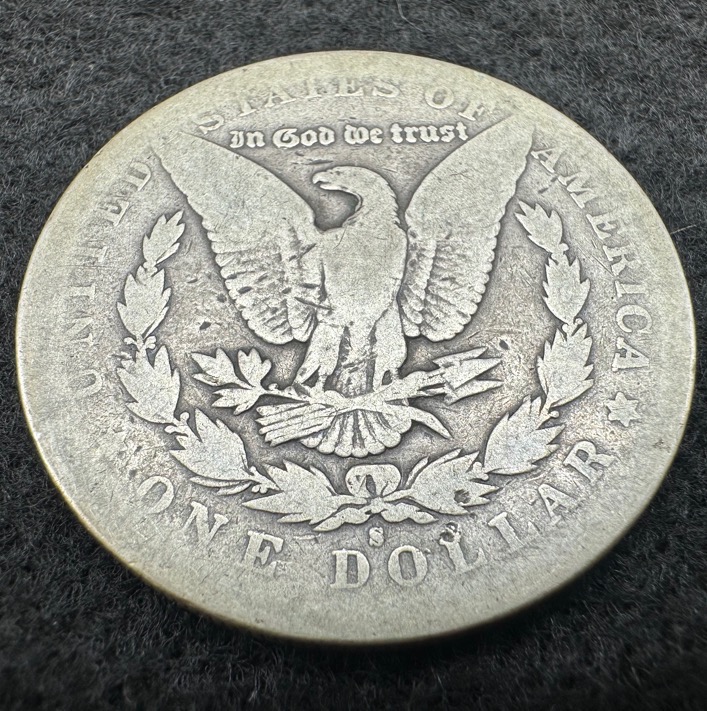 UNITED STATES OF AMERICA
In God we trust
S
ONE DOLLAR